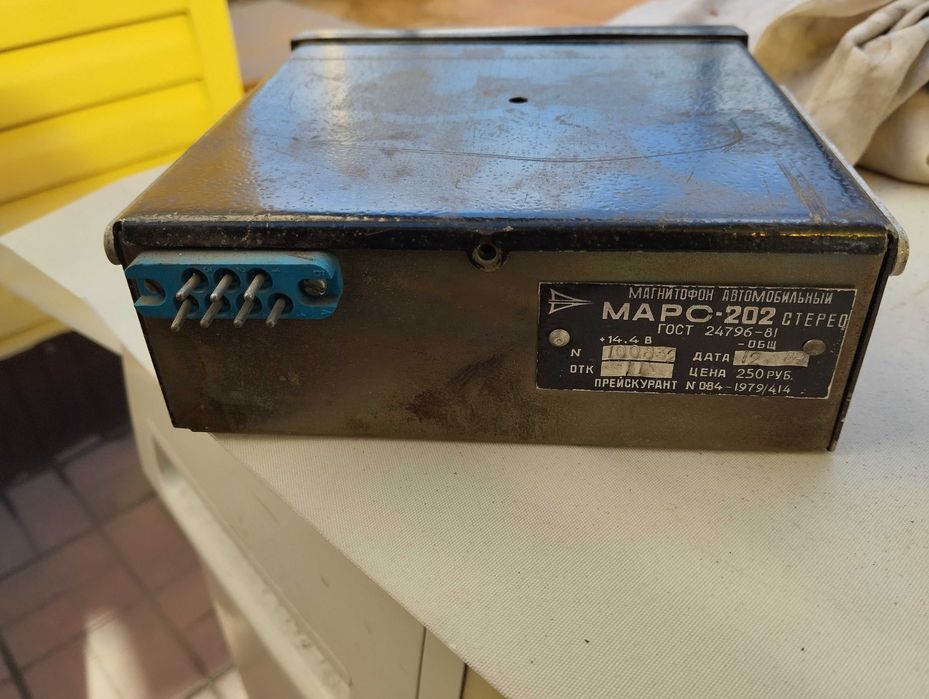 МАГНИТОФОН АВТОМОБИЛЬНЫЙ
МАРС-202 СТЕРЕО
ГОСТ 24796-81
+14.4 В -ОБЩ
N ДАТА
ОТК ЦЕНА 250 РУБ.
ПРЕЙСКУРАНТ N 084-1979/414